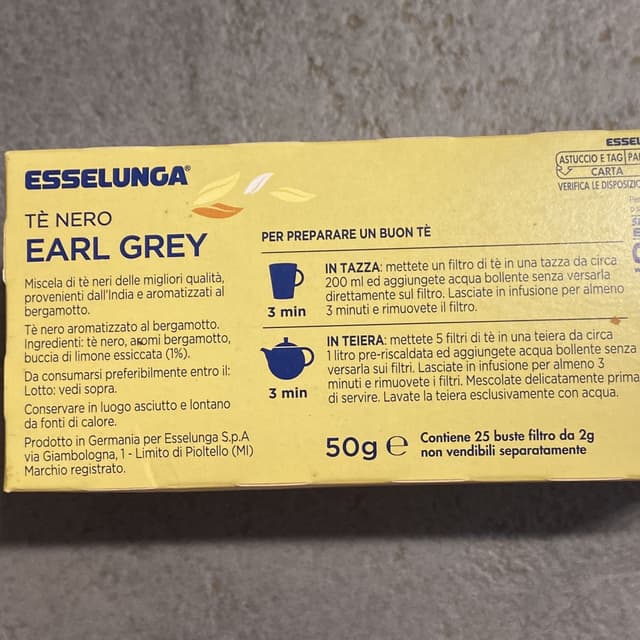 ESSELUNGA®
TÈ NERO
EARL GREY
Miscela di tè neri delle migliori qualità,
provenienti dall'India e aromatizzati al
bergamotto.
Tè nero aromatizzato al bergamotto.
Ingredienti: tè nero, aromi bergamotto,
buccia di limone essiccata (1%).
Da consumarsi preferibilmente entro il:
Lotto: vedi sopra.
Conservare in luogo asciutto e lontano
da fonti di calore.
Prodotto in Germania per Esselunga S.p.A
via Giambologna, 1 - Limito di Pioltello (MI)
Marchio registrato.
PER PREPARARE UN BUON TÈ
3 min
IN TAZZA: mettete un filtro di tè in una tazza da circa
200 ml ed aggiungete acqua bollente senza versarla
direttamente sul filtro. Lasciate in infusione per almeno
3 minuti e rimuovete il filtro.
3 min
IN TEIERA: mettete 5 filtri di tè in una teiera da circa
1 litro pre-riscaldata ed aggiungete acqua bollente senza
versarla sui filtri. Lasciate in infusione per almeno 3
minuti e rimuovete i filtri. Mescolate delicatamente prima
di servire. Lavate la teiera esclusivamente con acqua.
50g ℮
Contiene 25 buste filtro da 2g
non vendibili separatamente
ESSEL
ASTUCCIO E TAG PA
CARTA
VERIFICA LE DISPOSIZIO